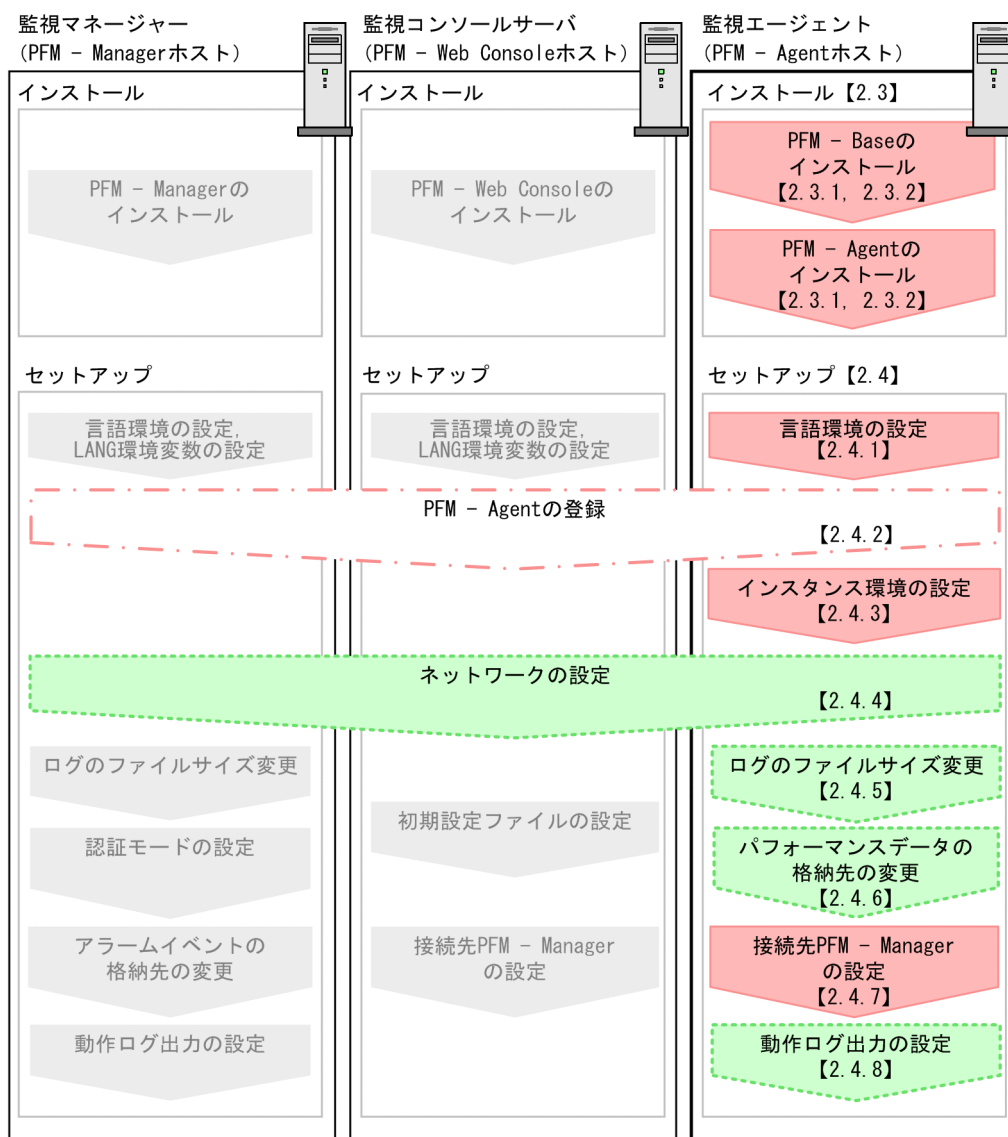 監視マネージャー
(PFM － Managerホスト)
インストール
PFM － Managerの
インストール
セットアップ
言語環境の設定,
LANG環境変数の設定
監視コンソールサーバ
(PFM － Web Consoleホスト)
インストール
PFM － Web Consoleの
インストール
セットアップ
言語環境の設定,
LANG環境変数の設定
監視エージェント
(PFM － Agentホスト)
インストール【2.3】
PFM － Baseの
インストール
【2.3.1, 2.3.2】
PFM － Agentの
インストール
【2.3.1, 2.3.2】
セットアップ【2.4】
言語環境の設定
【2.4.1】
PFM － Agentの登録
【2.4.2】
インスタンス環境の設定
【2.4.3】
ネットワークの設定
【2.4.4】
ログのファイルサイズ変更
認証モードの設定
アラームイベントの
格納先の変更
動作ログ出力の設定
初期設定ファイルの設定
接続先PFM － Manager
の設定
ログのファイルサイズ変更
【2.4.5】
パフォーマンスデータの
格納先の変更
【2.4.6】
接続先PFM － Manager
の設定
【2.4.7】
動作ログ出力の設定
【2.4.8】